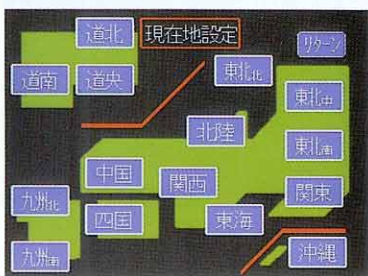 道北
現在地設定
リターン
道南
道央
東北北
東北中
北陸
東北南
中国
関西
関東
九州北
四国
東海
九州南
沖縄